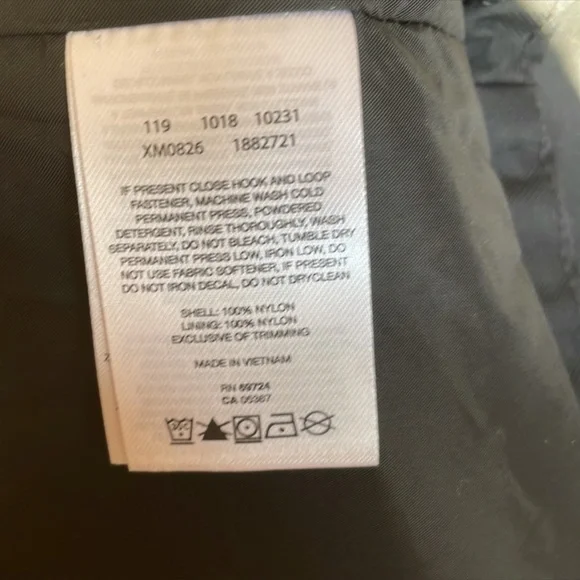 119 1018 10231
XM0826 1882721
IF PRESENT CLOSE HOOK AND LOOP
FASTENER, MACHINE WASH COLD
PERMANENT PRESS, POWDERED
DETERGENT, RINSE THOROUGHLY, WASH
SEPARATELY, DO NOT BLEACH, TUMBLE DRY
PERMANENT PRESS LOW, IRON LOW, DO
NOT USE FABRIC SOFTENER, IF PRESENT
DO NOT IRON DECAL, DO NOT DRYCLEAN
SHELL: 100% NYLON
LINING: 100% NYLON
EXCLUSIVE OF TRIMMING
MADE IN VIETNAM
RN 69724
CA 05367